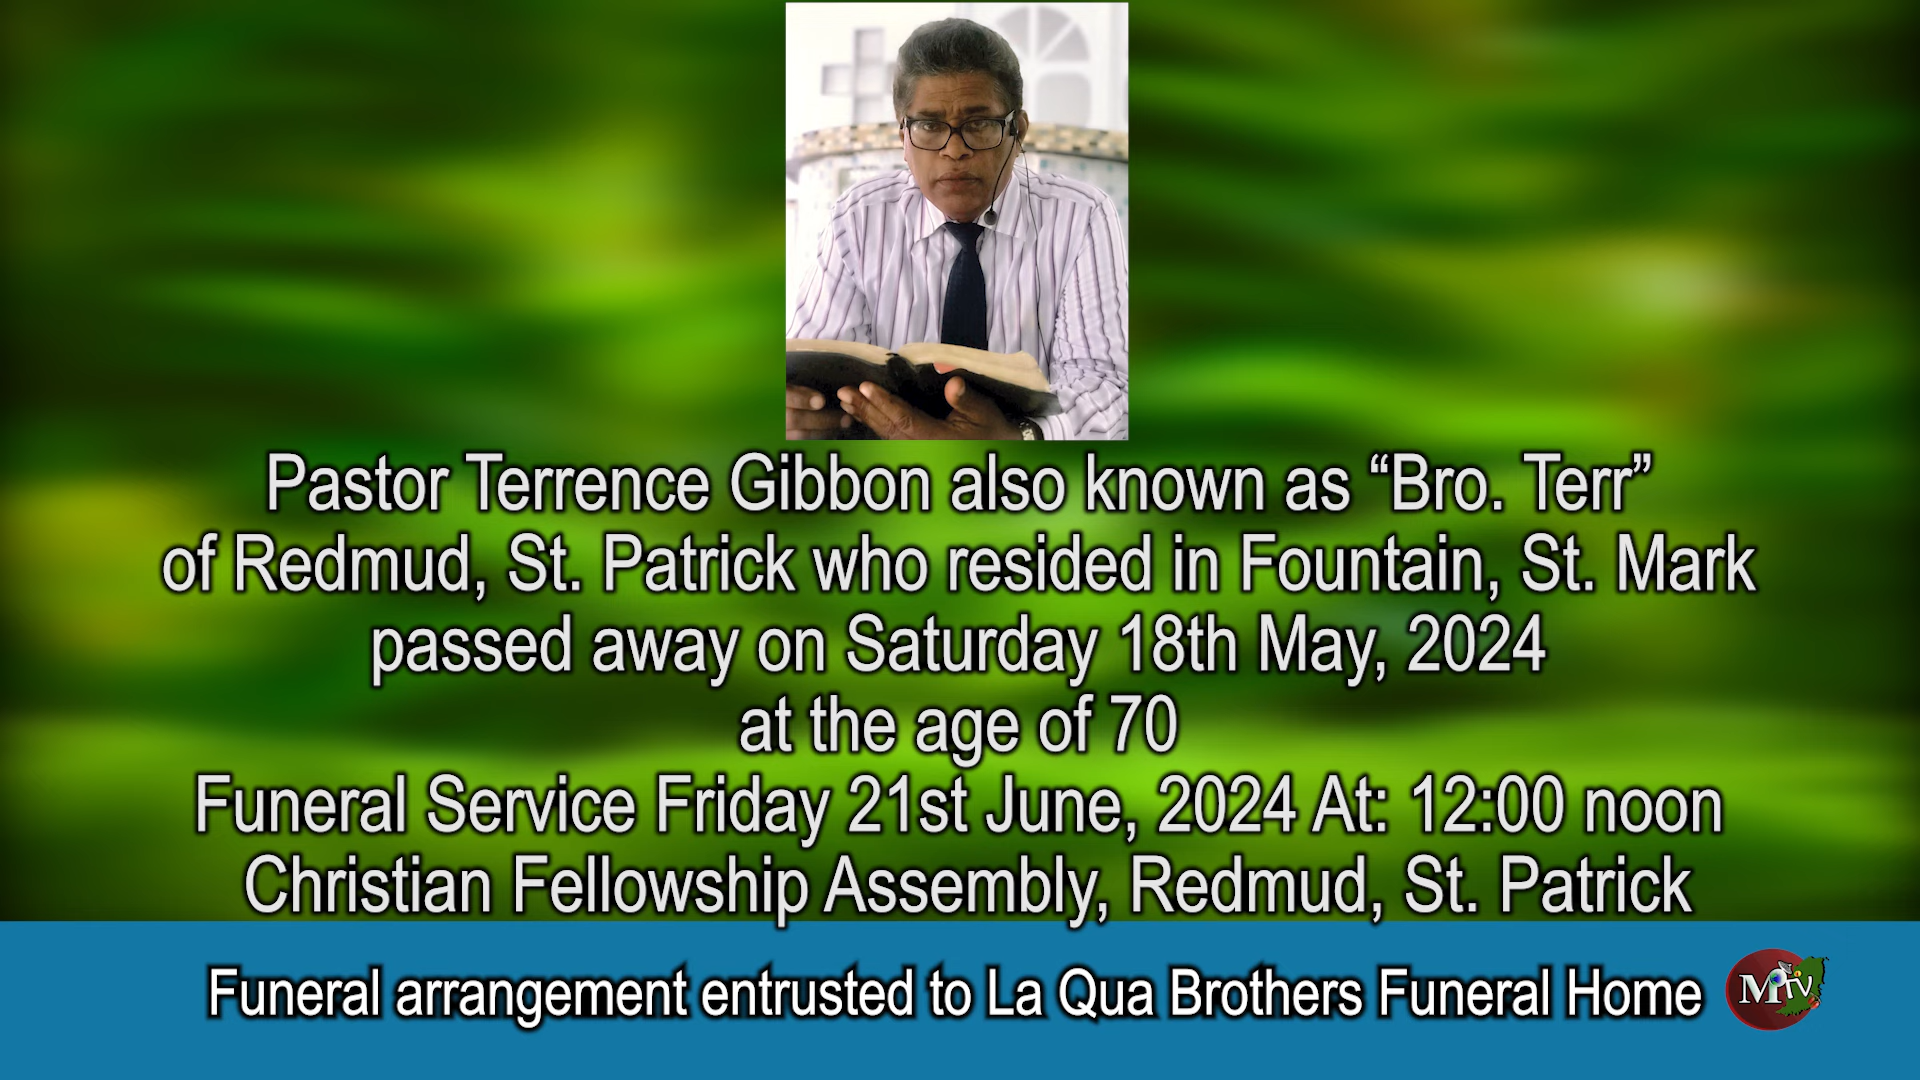 Pastor Terrence Gibbon also known as “Bro. Terr”
of Redmud, St. Patrick who resided in Fountain, St. Mark
passed away on Saturday 18th May, 2024
at the age of 70
Funeral Service Friday 21st June, 2024 At: 12:00 noon
Christian Fellowship Assembly, Redmud, St. Patrick
Funeral arrangement entrusted to La Qua Brothers Funeral Home
MTV